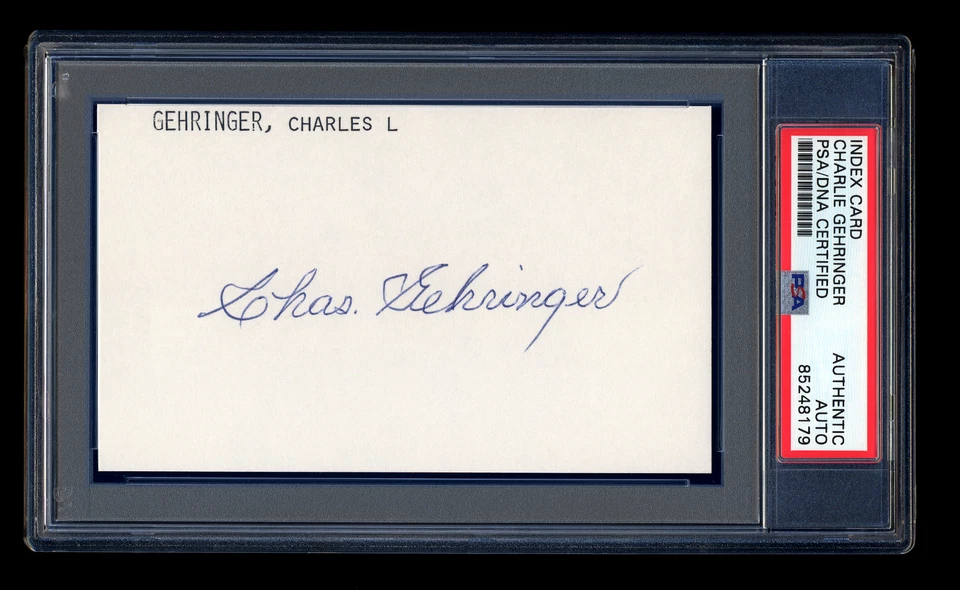 GEHRINGER, CHARLES L
Chas. Gehringer
INDEX CARD
CHARLIE GEHRINGER
PSA/DNA CERTIFIED
PSA
AUTHENTIC
AUTO
85248179